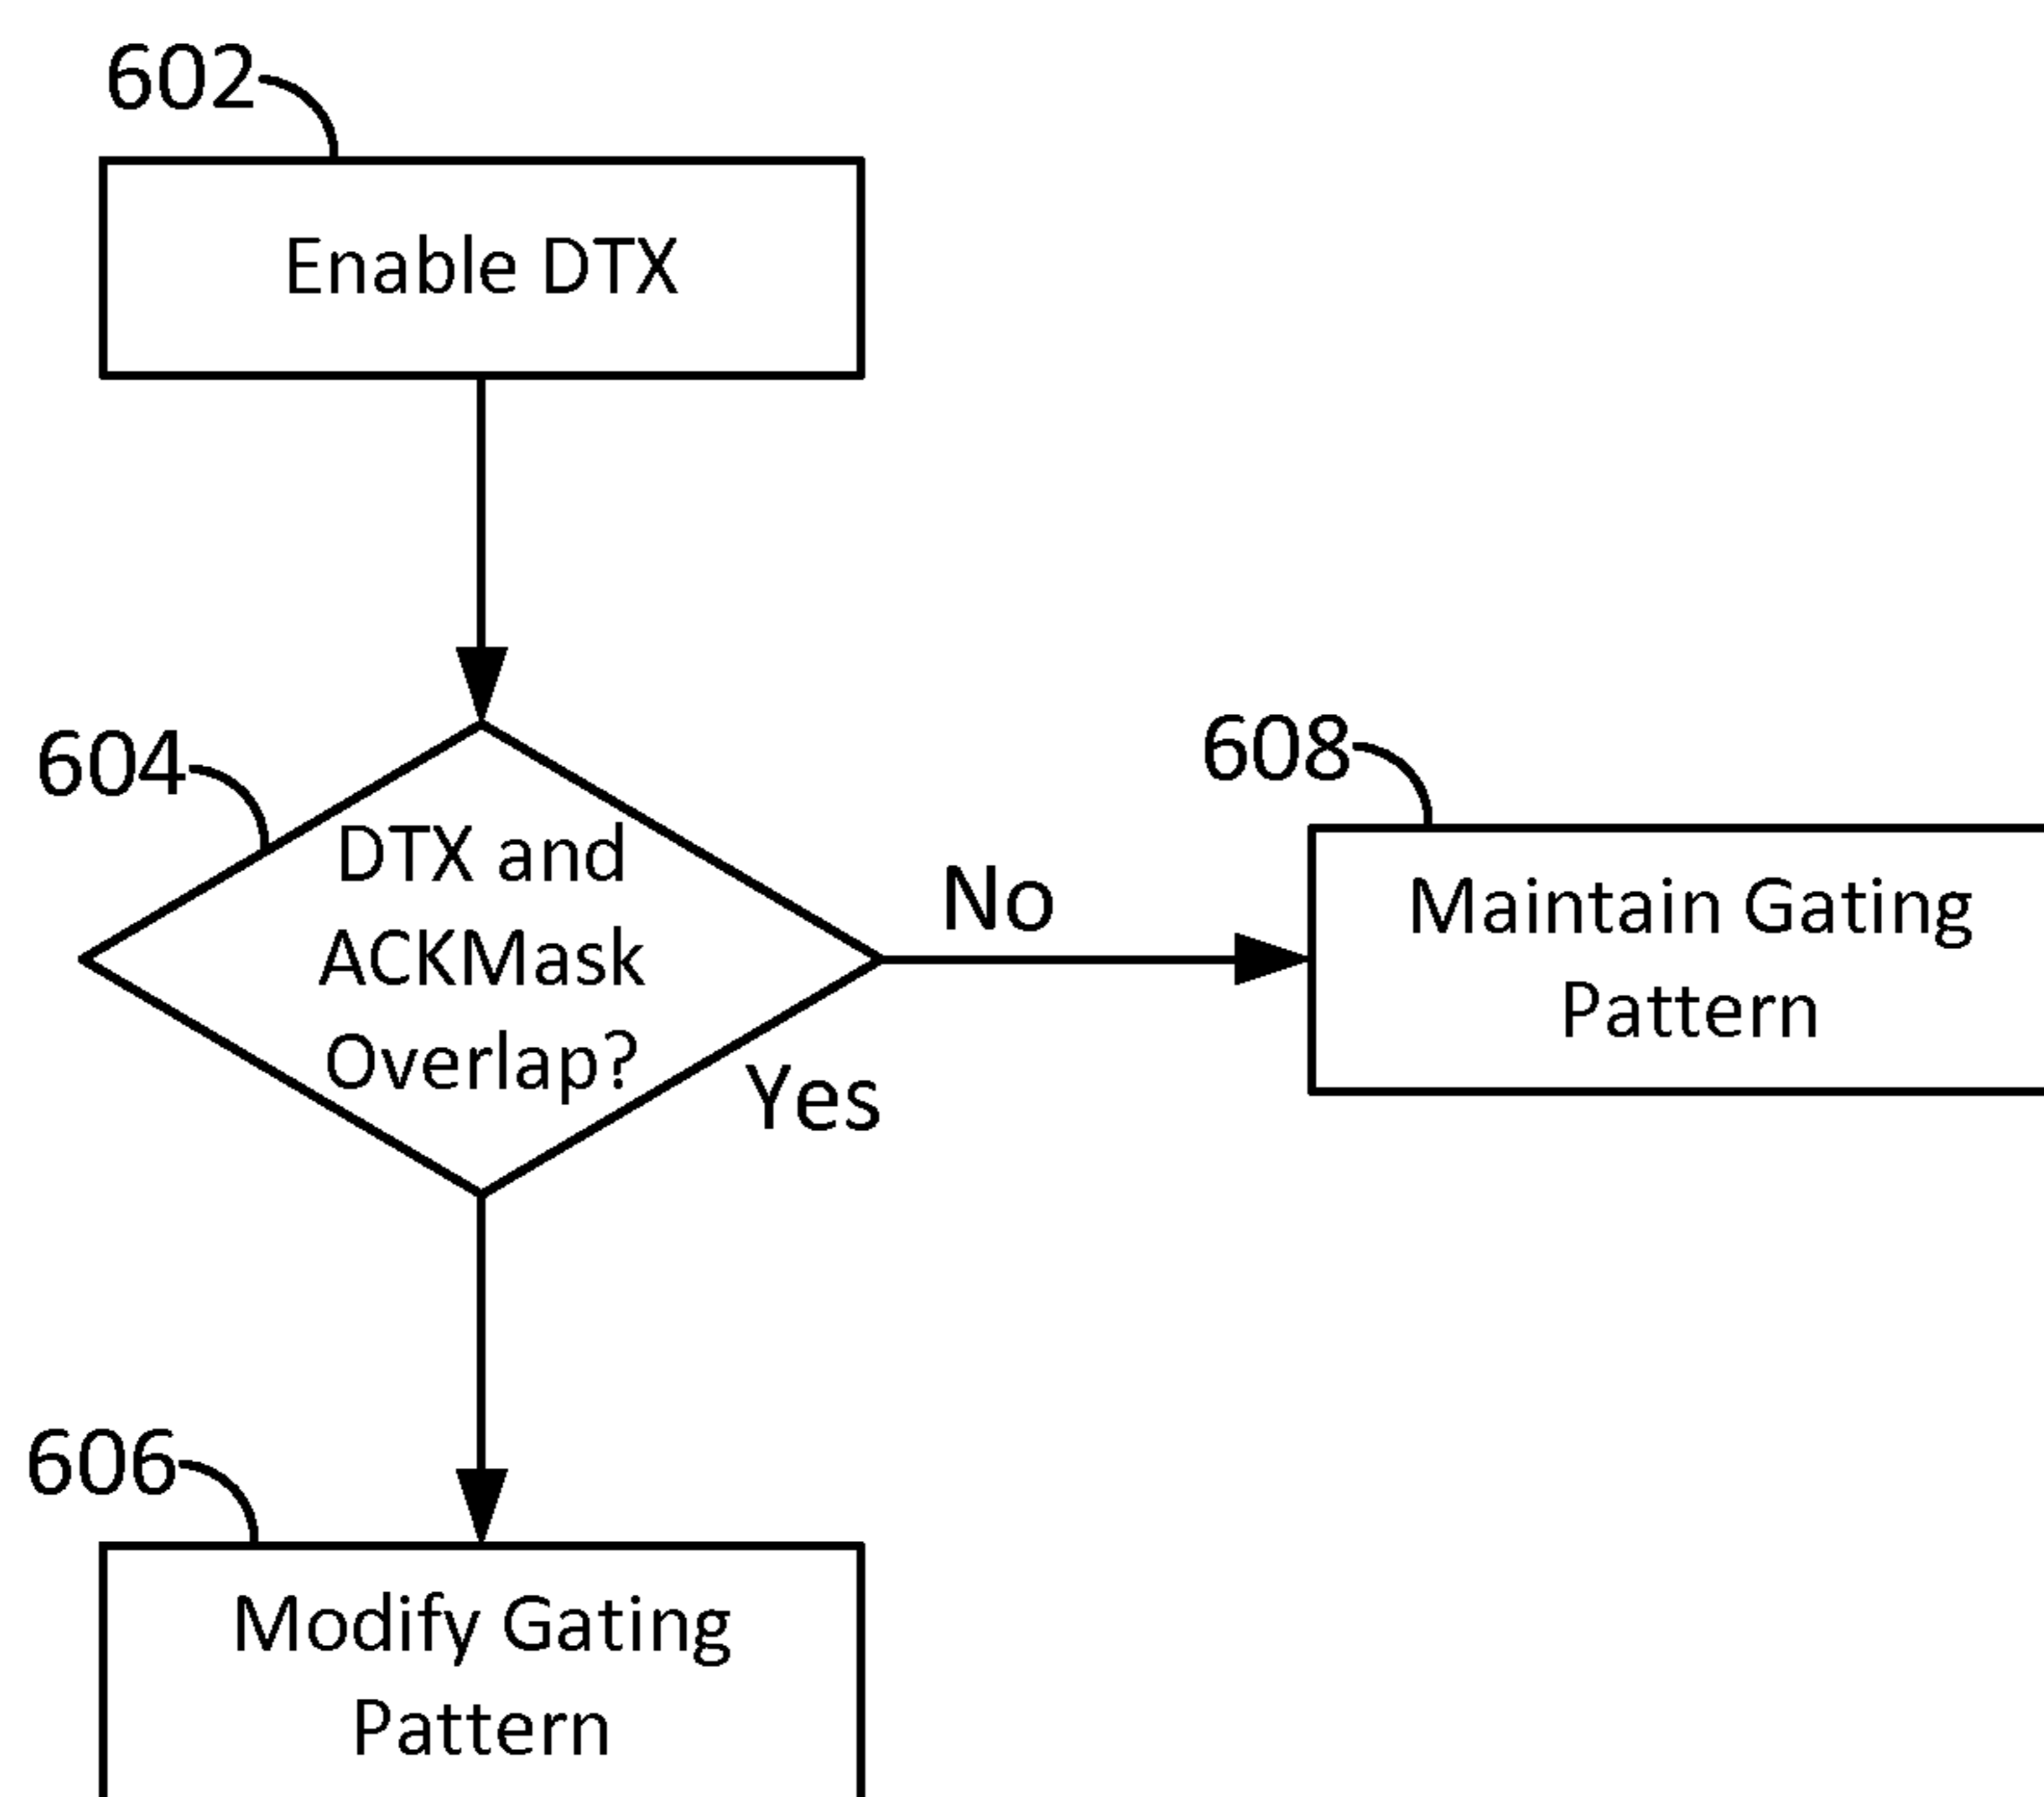 602
Enable DTX
604
DTX and
ACKMask
Overlap?
No
Yes
608
Maintain Gating
Pattern
606
Modify Gating
Pattern